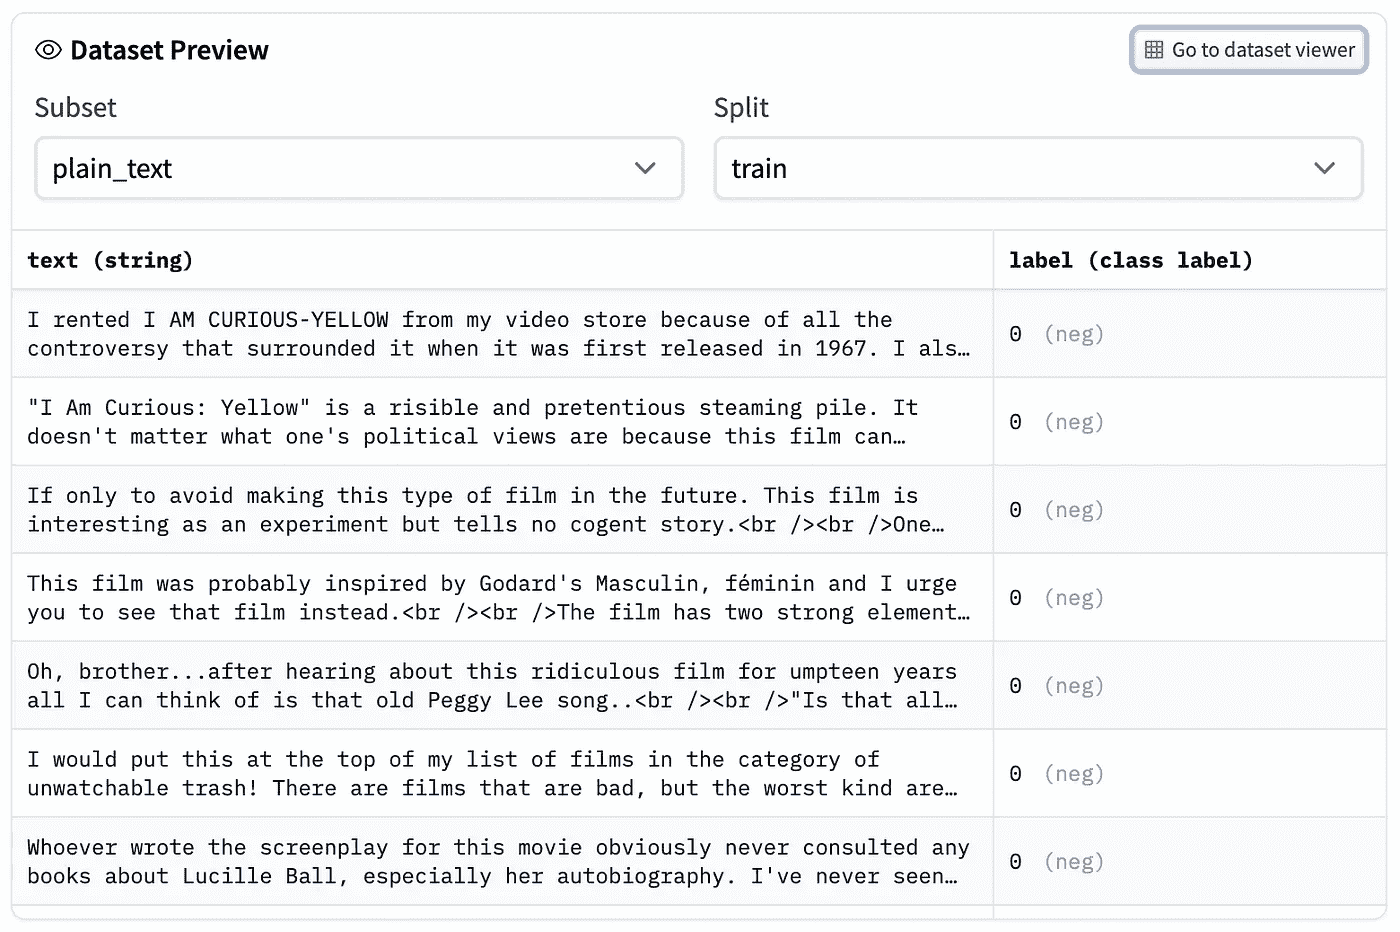 Dataset Preview
Go to dataset viewer
Subset
Split
plain_text
train
text (string)
label (class label)
I rented I AM CURIOUS-YELLOW from my video store because of all the
controversy that surrounded it when it was first released in 1967. I als…
0 (neg)
"I Am Curious: Yellow" is a risible and pretentious steaming pile. It
doesn't matter what one's political views are because this film can…
0 (neg)
If only to avoid making this type of film in the future. This film is
interesting as an experiment but tells no cogent story.<br /><br />One…
0 (neg)
This film was probably inspired by Godard's Masculin, féminin and I urge
you to see that film instead.<br /><br />The film has two strong element…
0 (neg)
Oh, brother...after hearing about this ridiculous film for umpteen years
all I can think of is that old Peggy Lee song..<br /><br />"Is that all…
0 (neg)
I would put this at the top of my list of films in the category of
unwatchable trash! There are films that are bad, but the worst kind are…
0 (neg)
Whoever wrote the screenplay for this movie obviously never consulted any
books about Lucille Ball, especially her autobiography. I've never seen…
0 (neg)